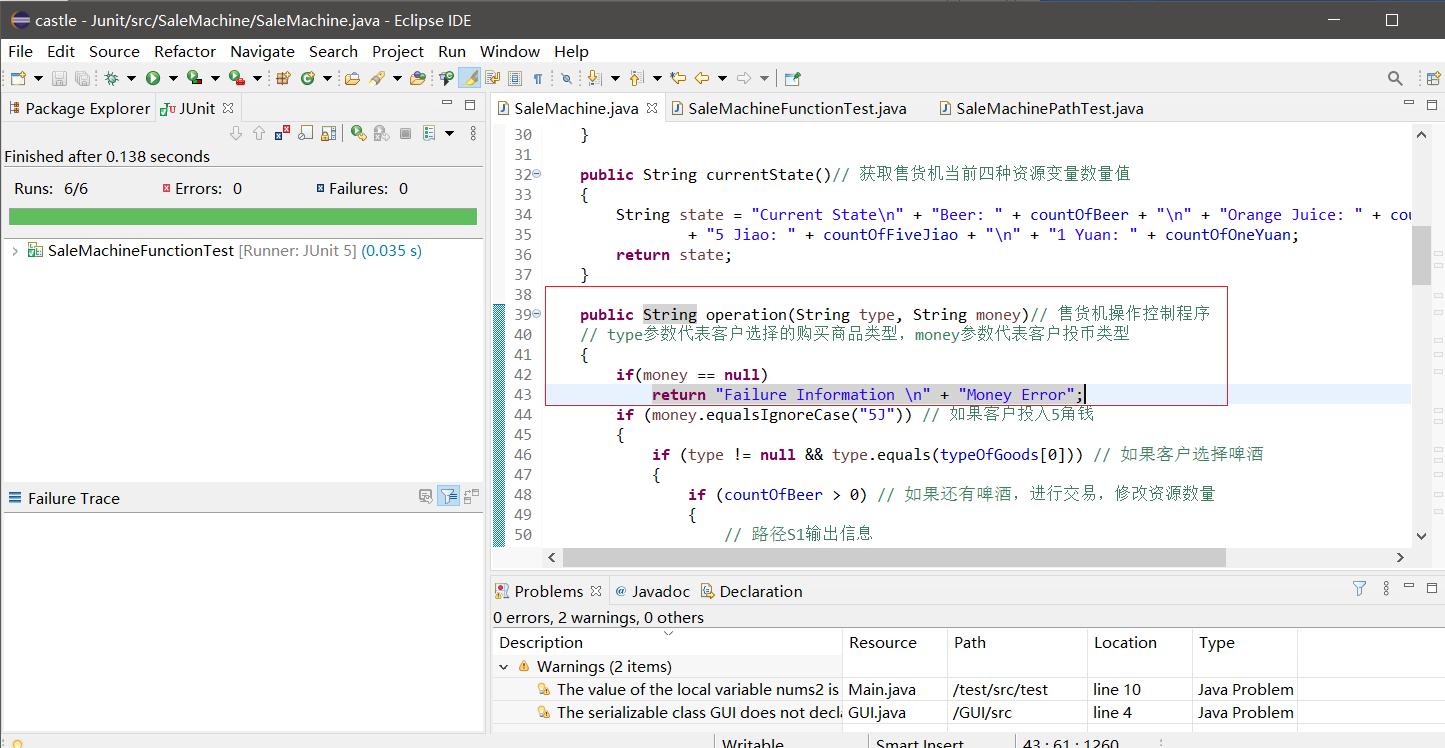 castle - Junit/src/SaleMachine/SaleMachine.java - Eclipse IDE
File Edit Source Refactor Navigate Search Project Run Window Help
Package Explorer JUnit
Finished after 0.138 seconds
Runs: 6/6 Errors: 0 Failures: 0
SaleMachineFunctionTest [Runner: JUnit 5] (0.035 s)
Failure Trace
SaleMachine.java SaleMachineFunctionTest.java SaleMachinePathTest.java
30 }
31
32 public String currentState()// 获取售货机当前四种资源变量数量值
33 {
34 String state = "Current State\n" + "Beer: " + countOfBeer + "\n" + "Orange Juice: " + cou
35 + "5 Jiao: " + countOfFiveJiao + "\n" + "1 Yuan: " + countOfOneYuan;
36 return state;
37 }
38
39 public String operation(String type, String money)// 售货机操作控制程序
40 // type参数代表客户选择的购买商品类型，money参数代表客户投币类型
41 {
42 if(money == null)
43 return "Failure Information \n" + "Money Error";
44 if (money.equalsIgnoreCase("5J")) // 如果客户投入5角钱
45 {
46 if (type != null && type.equals(typeOfGoods[0])) // 如果客户选择啤酒
47 {
48 if (countOfBeer > 0) // 如果还有啤酒，进行交易，修改资源数量
49 {
50 // 路径S1输出信息
Problems @ Javadoc Declaration
0 errors, 2 warnings, 0 others
Description Resource Path Location Type
Warnings (2 items)
The value of the local variable nums2 is Main.java /test/src/test line 10 Java Problem
The serializable class GUI does not decla GUI.java /GUI/src line 4 Java Problem
Writable Smart Insert 43 : 61 : 1260